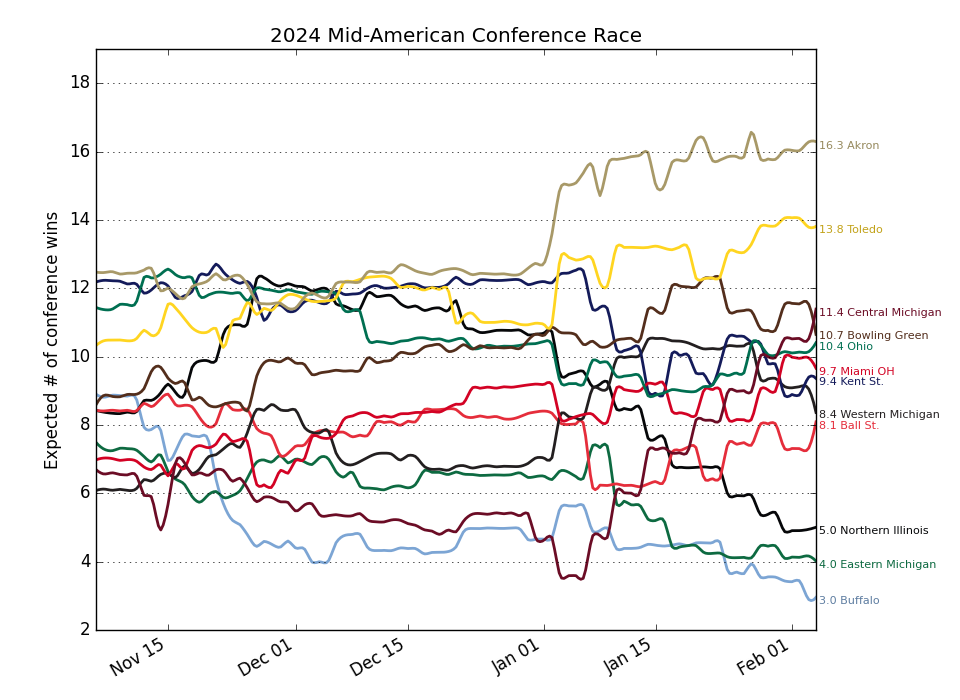 2024 Mid-American Conference Race
Expected # of conference wins
18
16
14
12
10
8
6
4
2
16.3 Akron
13.8 Toledo
11.4 Central Michigan
10.7 Bowling Green
10.4 Ohio
9.7 Miami OH
9.4 Kent St.
8.4 Western Michigan
8.1 Ball St.
5.0 Northern Illinois
4.0 Eastern Michigan
3.0 Buffalo
Nov 15
Dec 01
Dec 15
Jan 01
Jan 15
Feb 01